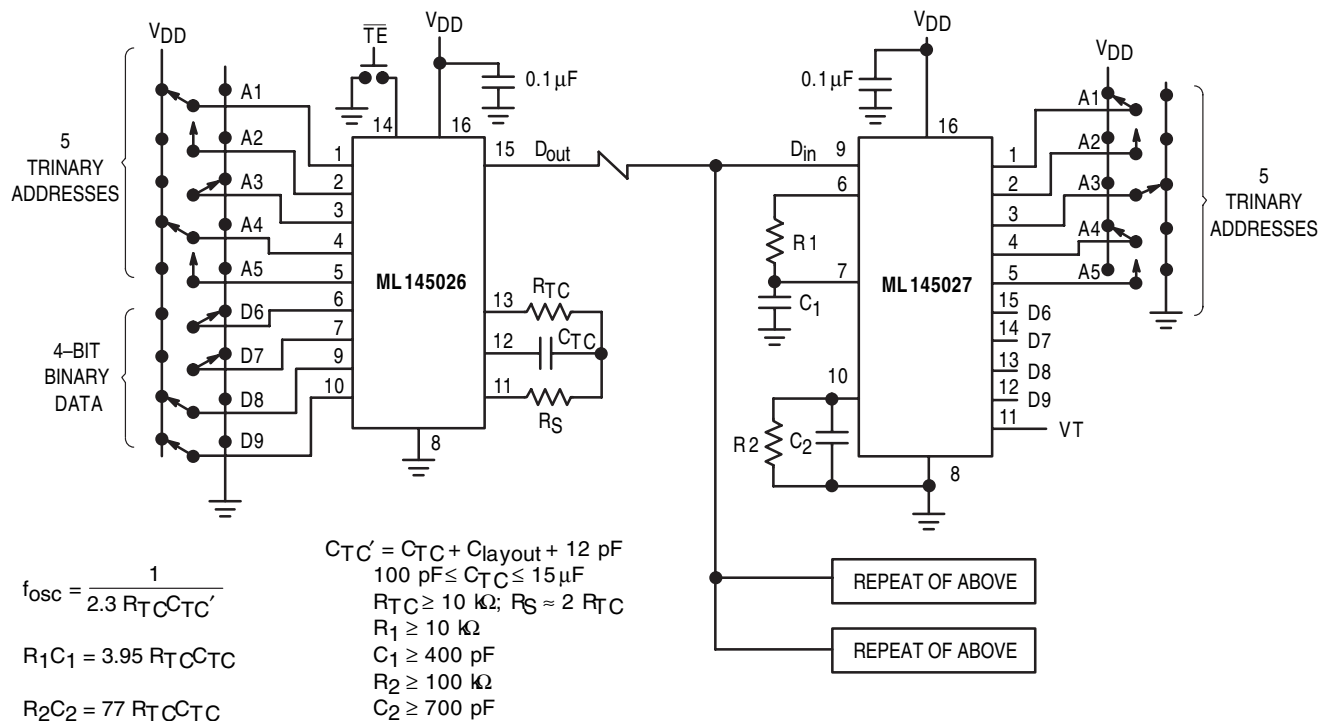 VDD
5
TRINARY
ADDRESSES
4–BIT
BINARY
DATA
A1
A2
A3
A4
A5
D6
D7
D8
D9
TE
VDD
0.1 µF
14
16
1
2
3
4
5
6
7
9
10
ML145026
15
Dout
13
RTC
12
CTC
11
RS
8
VDD
0.1 µF
16
Din
9
6
R1
7
C1
10
R2
C2
ML145027
8
1
2
3
4
5
15
D6
14
D7
13
D8
12
D9
11
VT
VDD
A1
A2
A3
A4
A5
5
TRINARY
ADDRESSES
REPEAT OF ABOVE
REPEAT OF ABOVE
fosc = 1
2.3 RTCCTC′
R1C1 = 3.95 RTCCTC
R2C2 = 77 RTCCTC
CTC′ = CTC + Clayout + 12 pF
100 pF ≤ CTC ≤ 15 µF
RTC ≥ 10 kΩ; RS ≈ 2 RTC
R1 ≥ 10 kΩ
C1 ≥ 400 pF
R2 ≥ 100 kΩ
C2 ≥ 700 pF